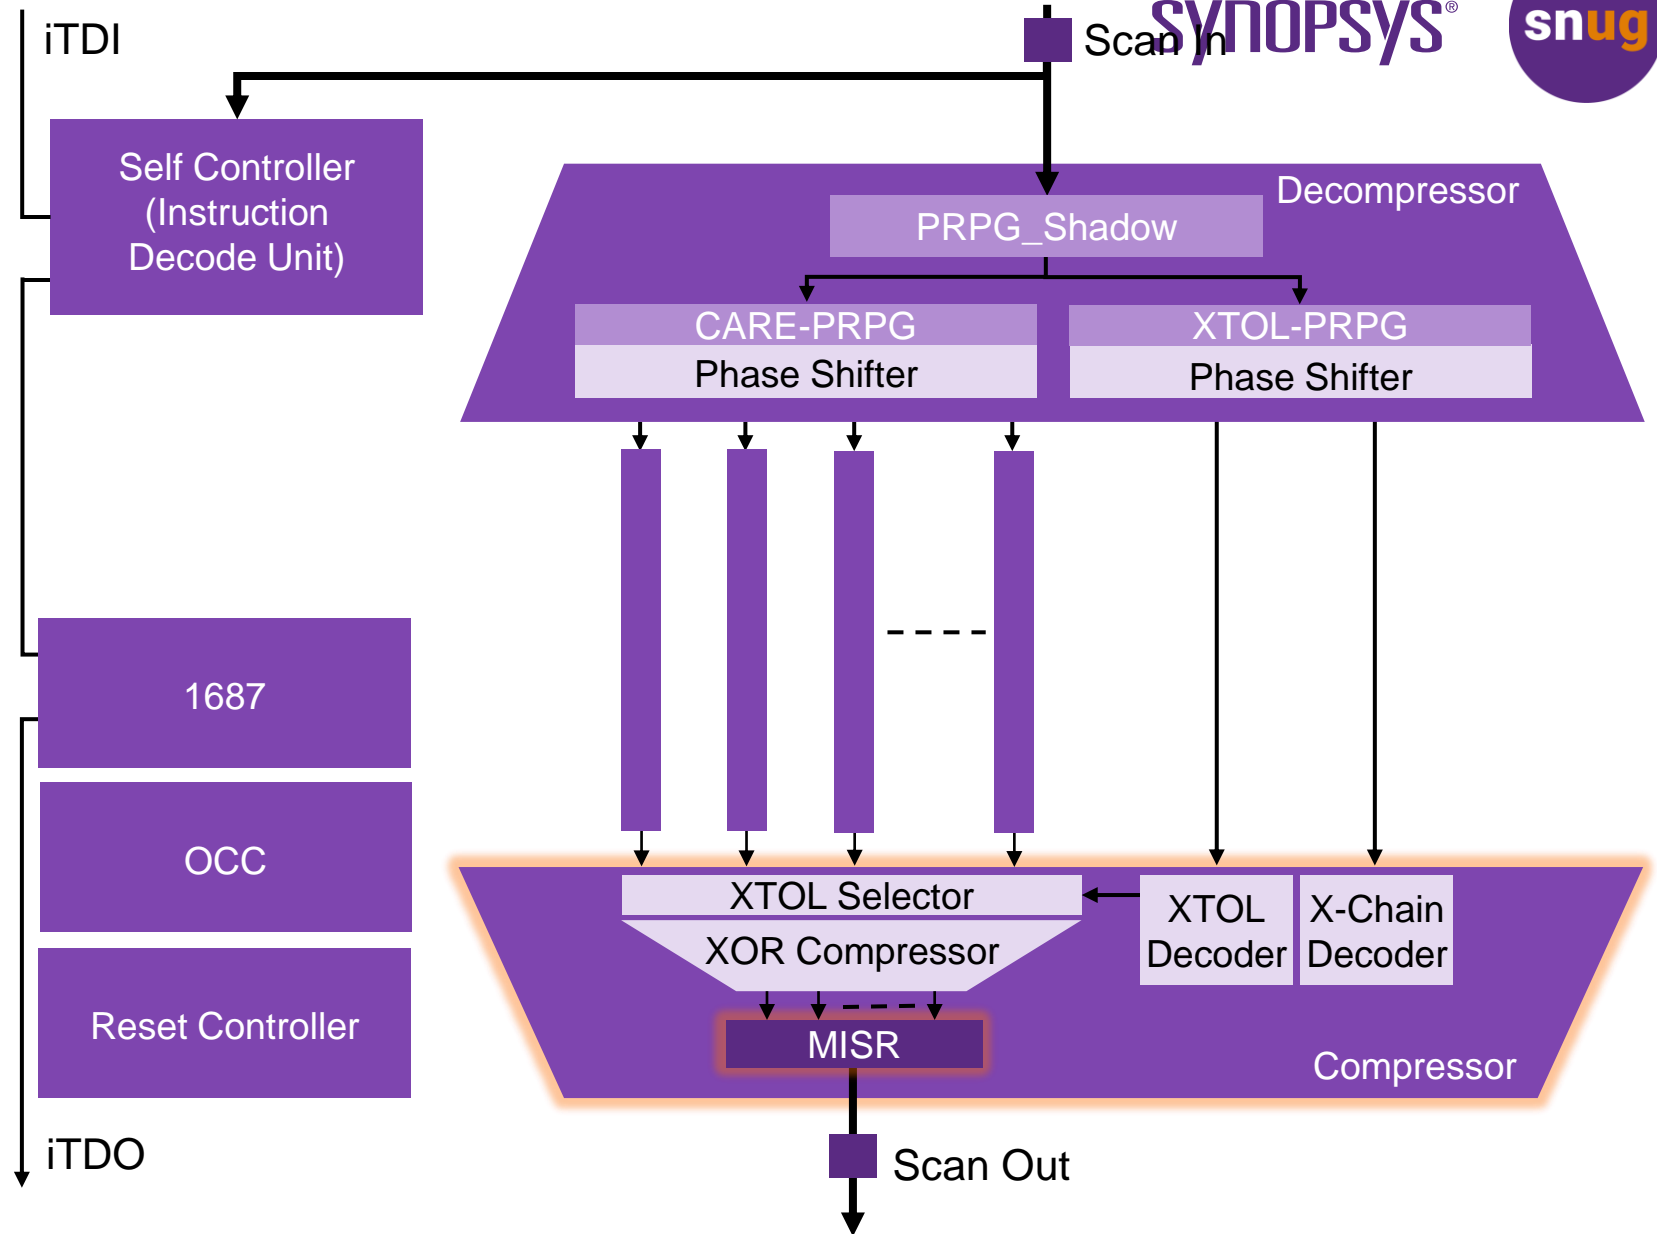 iTDI
Scan In
SYNOPSYS®
snug
Self Controller
(Instruction
Decode Unit)
Decompressor
PRPG_Shadow
CARE-PRPG
XTOL-PRPG
Phase Shifter
Phase Shifter
1687
OCC
Reset Controller
XTOL Selector
XOR Compressor
XTOL
Decoder
X-Chain
Decoder
MISR
Compressor
iTDO
Scan Out